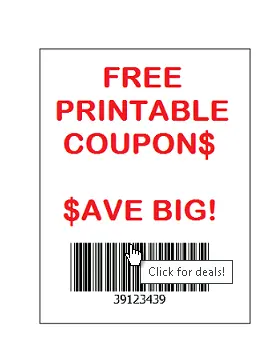 FREE
PRINTABLE
COUPON$
$AVE BIG!
Click for deals!
39123439